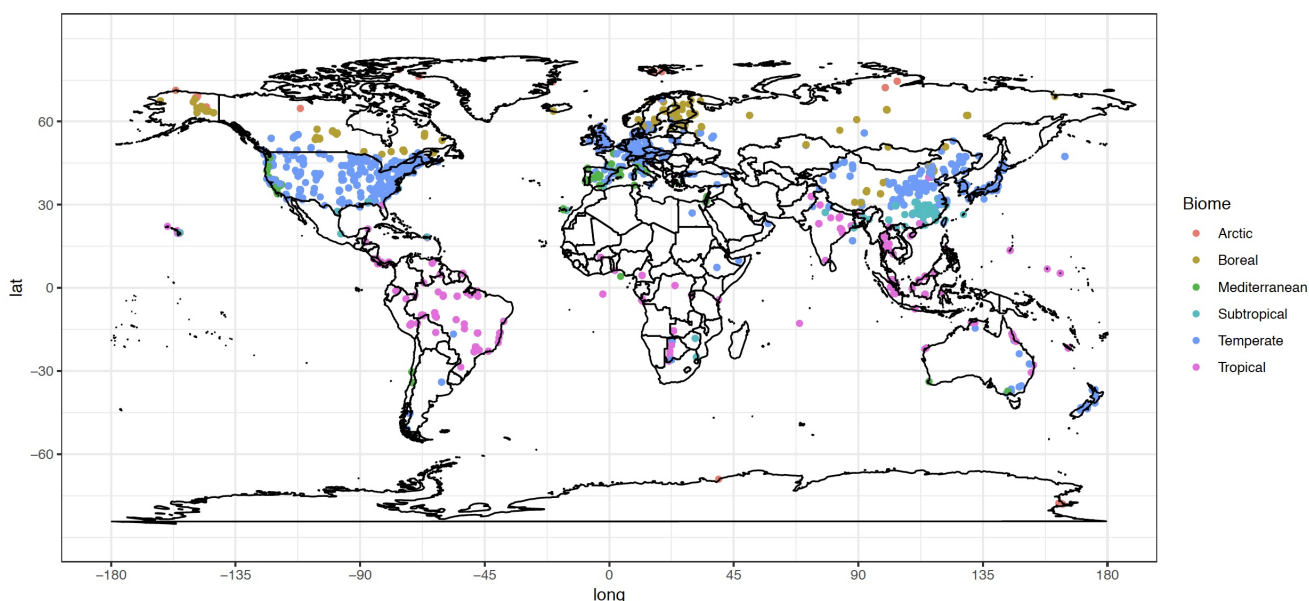 60
30
0
−30
−60
lat
−180
−135
−90
−45
0
45
90
135
180
long
Biome
Arctic
Boreal
Mediterranean
Subtropical
Temperate
Tropical